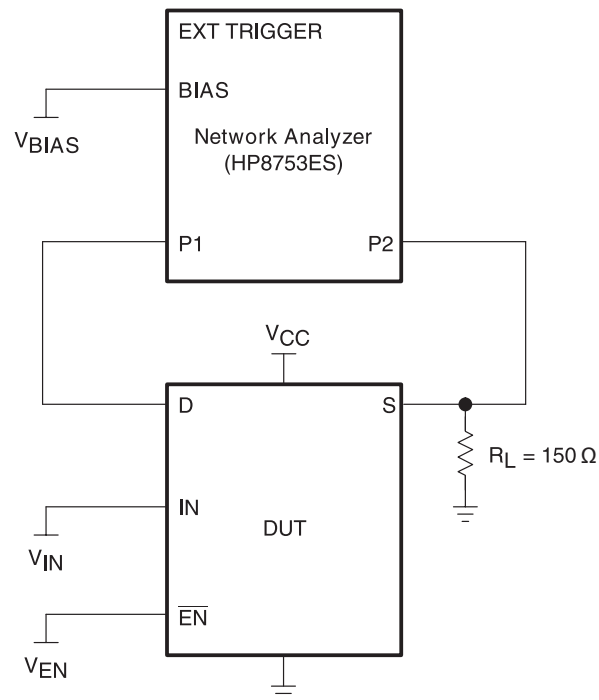 EXT TRIGGER
BIAS
VBIAS
Network Analyzer
(HP8753ES)
P1
P2
VCC
D
S
RL = 150 Ω
IN
DUT
VIN
EN
VEN